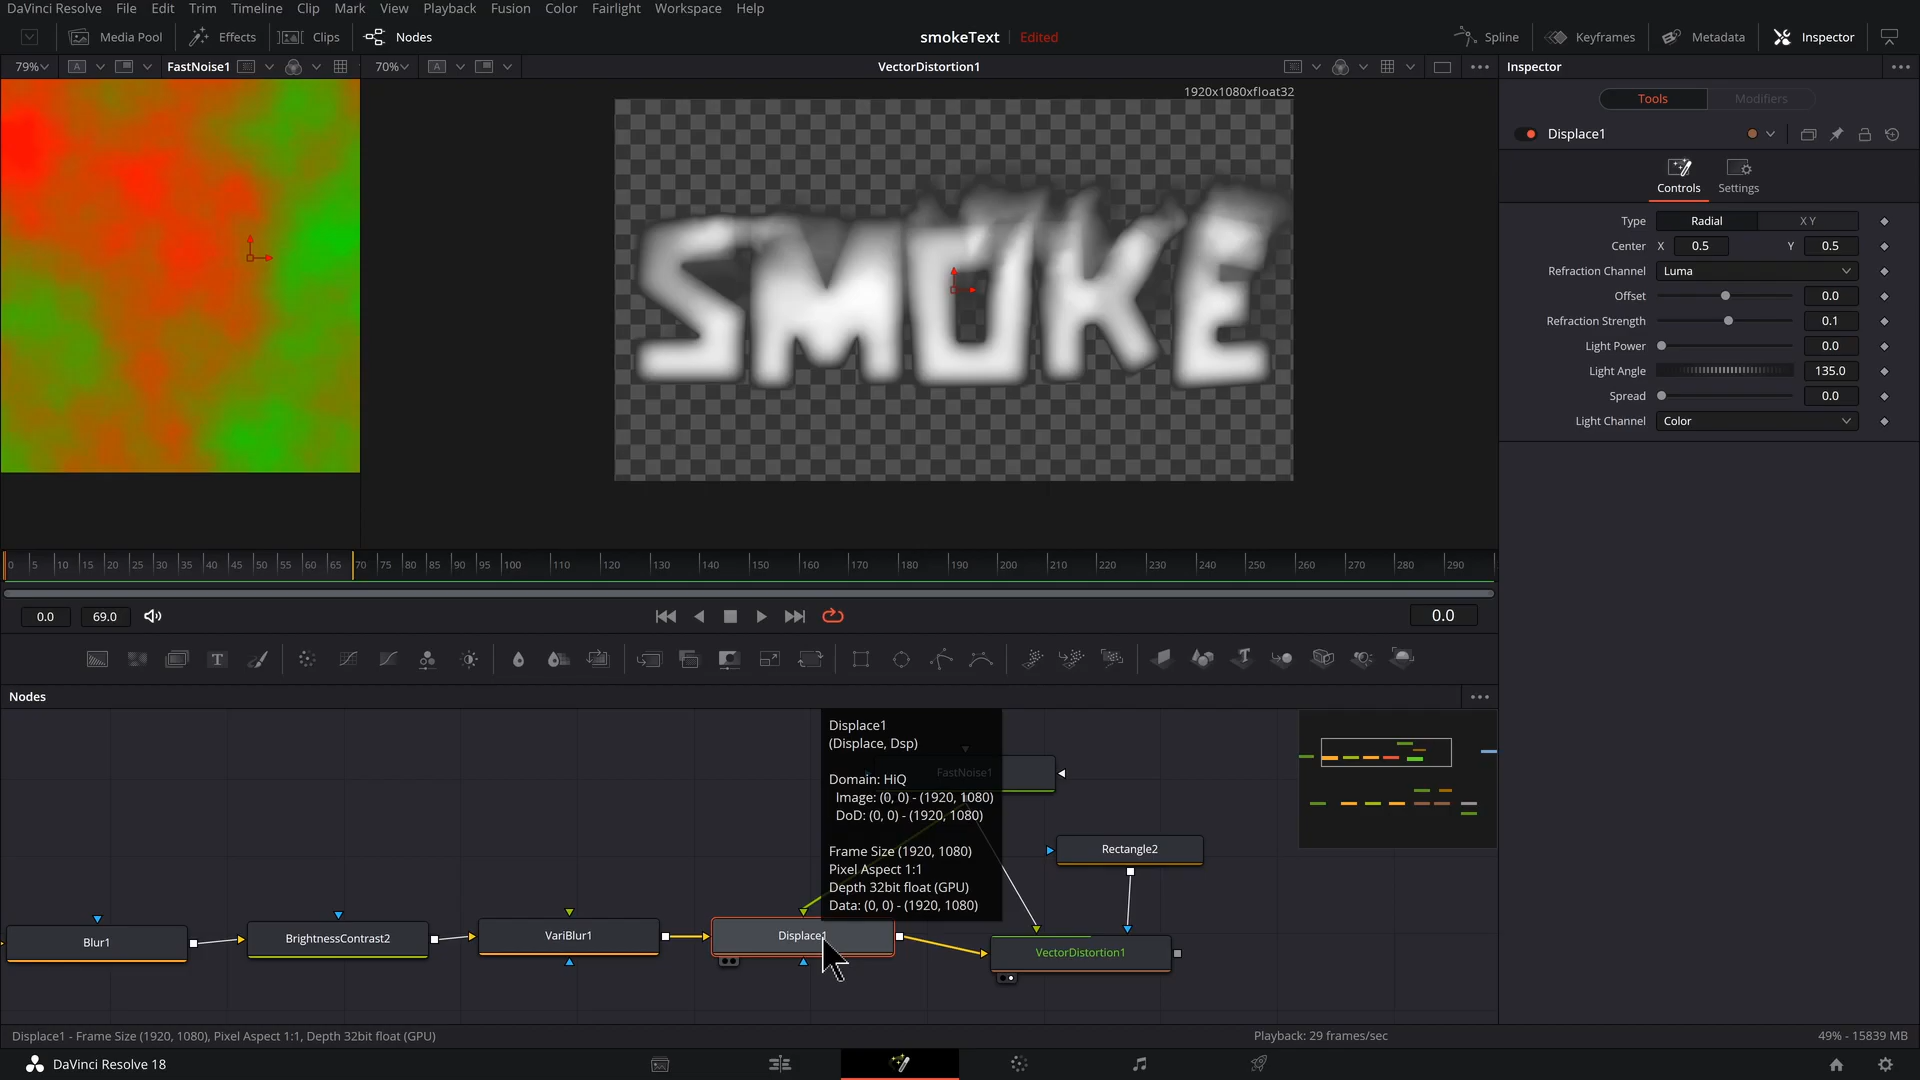 DaVinci Resolve File Edit Trim Timeline Clip Mark View Playback Fusion Color Fairlight Workspace Help
Media Pool Effects Clips Nodes smokeText Edited Spline Keyframes Metadata Inspector
79% A FastNoise1 70% A VectorDistortion1 Inspector
1920x1080xfloat32
Tools Modifiers
Displace1
Controls Settings
Type Radial X Y
Center X 0.5 Y 0.5
Refraction Channel Luma
Offset 0.0
Refraction Strength 0.1
Light Power 0.0
Light Angle 135.0
Spread 0.0
Light Channel Color
SMOKE
0 5 10 15 20 25 30 35 40 45 50 55 60 65 70 75 80 85 90 95 100 110 120 130 140 150 160 170 180 190 200 210 220 230 240 250 260 270 280 290
0.0 69.0 0.0
T
Nodes
Displace1
(Displace, Dsp)
Domain: HiQ
Image: (0, 0) - (1920, 1080)
DoD: (0, 0) - (1920, 1080)
Frame Size (1920, 1080)
Pixel Aspect 1:1
Depth 32bit float (GPU)
Data: (0, 0) - (1920, 1080)
FastNoise1
Rectangle2
Blur1 BrightnessContrast2 VariBlur1 Displace1 VectorDistortion1
Displace1 - Frame Size (1920, 1080), Pixel Aspect 1:1, Depth 32bit float (GPU) Playback: 29 frames/sec 49% - 15839 MB
DaVinci Resolve 18